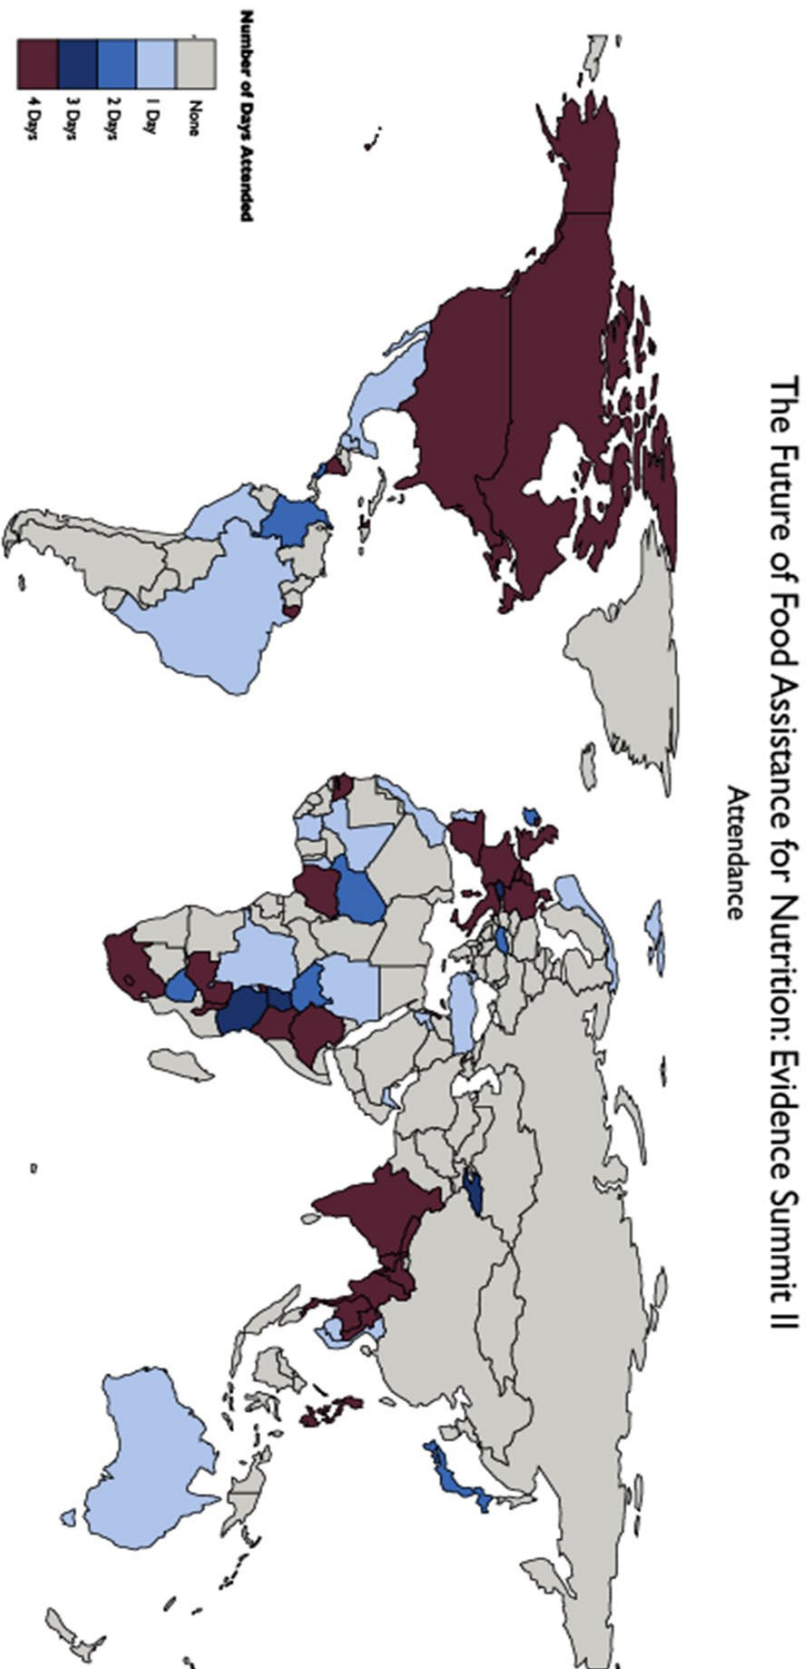 The Future of Food Assistance for Nutrition: Evidence Summit II
Attendance
Number of Days Attended
None
1 Day
2 Days
3 Days
4 Days